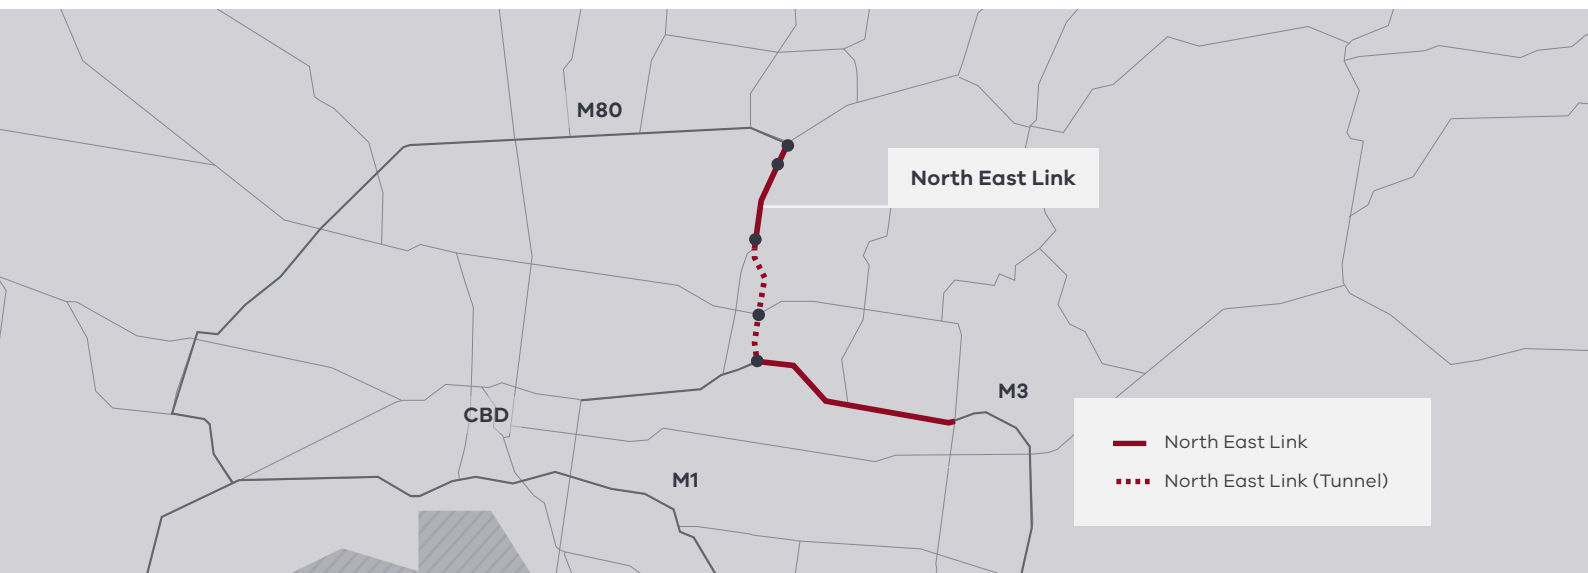 M80
North East Link
M3
CBD
North East Link
M1
North East Link (Tunnel)